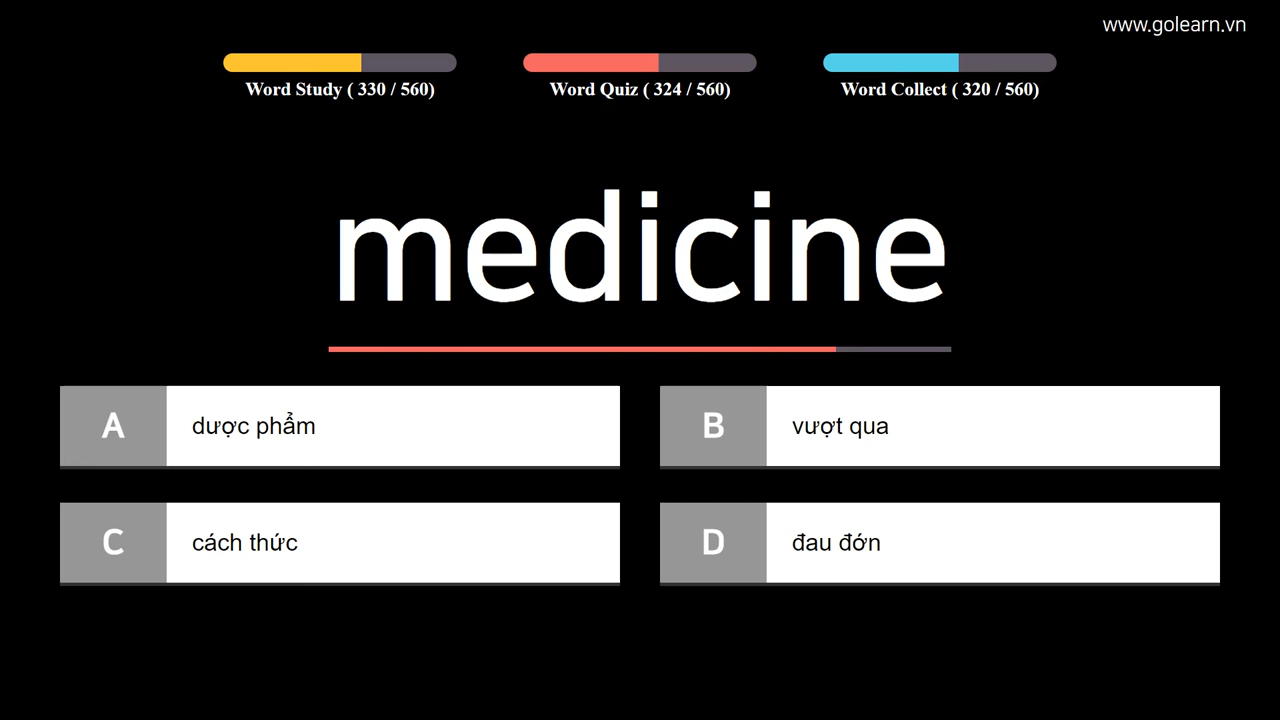 www.golearn.vn
Word Study ( 330 / 560)
Word Quiz ( 324 / 560)
Word Collect ( 320 / 560)
medicine
A dược phẩm
B vượt qua
C cách thức
D đau đớn